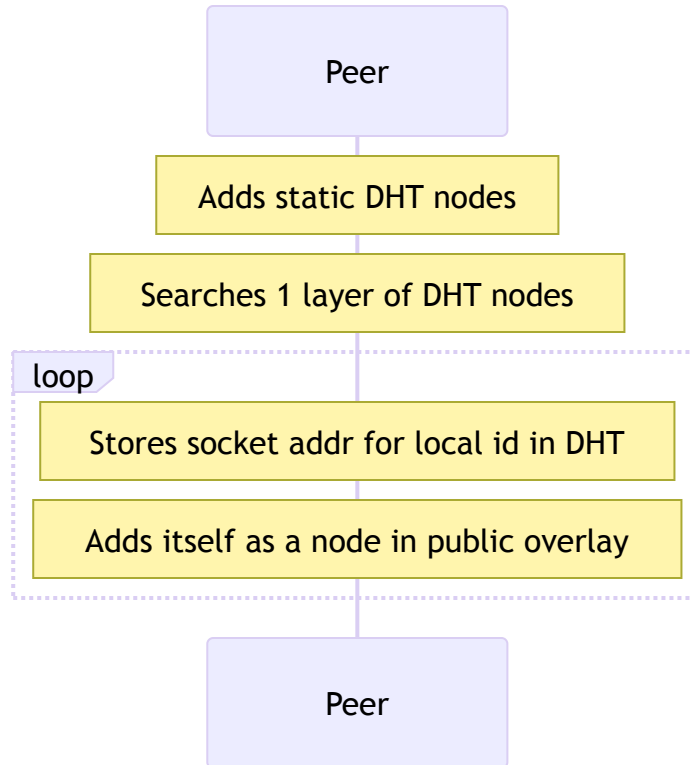 Peer
Adds static DHT nodes
Searches 1 layer of DHT nodes
loop
Stores socket addr for local id in DHT
Adds itself as a node in public overlay
Peer